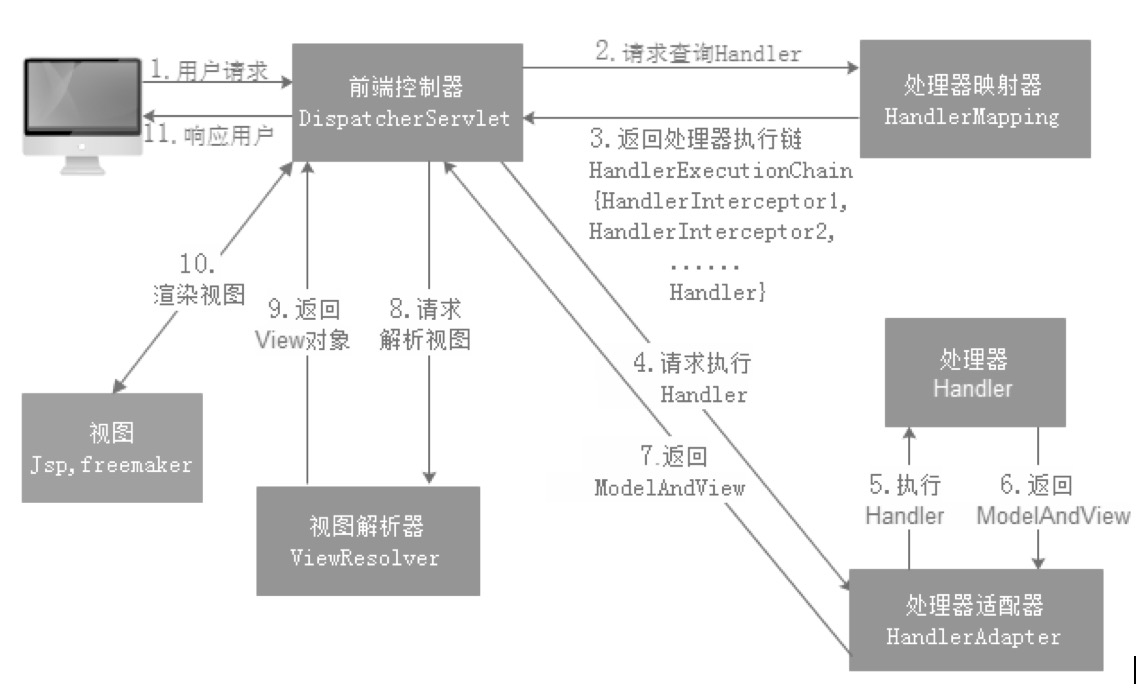 1.用户请求
11.响应用户
前端控制器
DispatcherServlet
2.请求查询Handler
处理器映射器
HandlerMapping
3.返回处理器执行链
HandlerExecutionChain
{HandlerInterceptor1,
HandlerInterceptor2,
......
Handler}
10.
渲染视图
9.返回
View对象
8.请求
解析视图
4.请求执行
Handler
处理器
Handler
视图
Jsp,freemaker
7.返回
ModelAndView
5.执行
Handler
6.返回
ModelAndView
视图解析器
ViewResolver
处理器适配器
HandlerAdapter